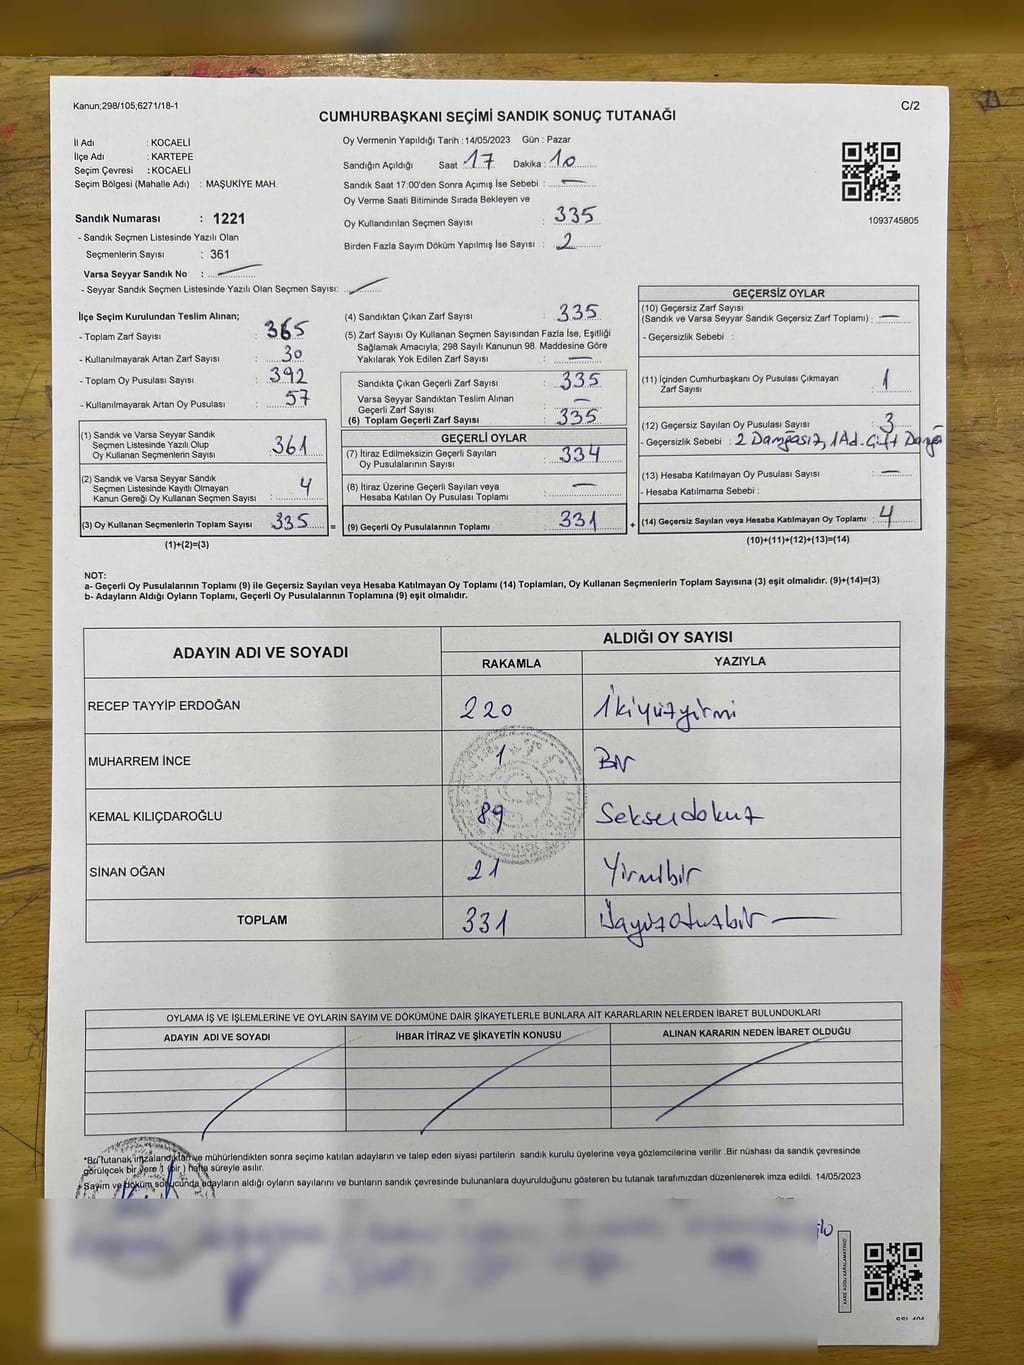 Kanun;298/105;6271/18-1
C/2
CUMHURBAŞKANI SEÇİMİ SANDIK SONUÇ TUTANAĞI
İl Adı : KOCAELİ
İlçe Adı : KARTEPE
Seçim Çevresi : KOCAELİ
Seçim Bölgesi (Mahalle Adı) : MAŞUKİYE MAH.
Sandık Numarası : 1221
- Sandık Seçmen Listesinde Yazılı Olan
Seçmenlerin Sayısı : 361
Varsa Seyyar Sandık No :
- Seyyar Sandık Seçmen Listesinde Yazılı Olan Seçmen Sayısı:
Oy Vermenin Yapıldığı Tarih : 14/05/2023 Gün : Pazar
Sandığın Açıldığı Saat 17 Dakika : 10
Sandık Saat 17:00'den Sonra Açımış İse Sebebi : —
Oy Verme Saati Bitiminde Sırada Bekleyen ve
Oy Kullandırılan Seçmen Sayısı : 335
Birden Fazla Sayım Döküm Yapılmış İse Sayısı : 2
1093745805
İlçe Seçim Kurulundan Teslim Alınan;
- Toplam Zarf Sayısı : 365
- Kullanılmayarak Artan Zarf Sayısı : 30
- Toplam Oy Pusulası Sayısı : 392
- Kullanılmayarak Artan Oy Pusulası : 57
(1) Sandık ve Varsa Seyyar Sandık
Seçmen Listesinde Yazılı Olup
Oy Kullanan Seçmenlerin Sayısı : 361
(2) Sandık ve Varsa Seyyar Sandık
Seçmen Listesinde Kayıtlı Olmayan
Kanun Gereği Oy Kullanan Seçmen Sayısı : 4
(3) Oy Kullanan Seçmenlerin Toplam Sayısı : 335 =
(1)+(2)=(3)
(4) Sandıktan Çıkan Zarf Sayısı : 335
(5) Zarf Sayısı Oy Kullanan Seçmen Sayısından Fazla İse, Eşitliği
Sağlamak Amacıyla, 298 Sayılı Kanunun 98. Maddesine Göre
Yakılarak Yok Edilen Zarf Sayısı : —
Sandıkta Çıkan Geçerli Zarf Sayısı : 335
Varsa Seyyar Sandıktan Teslim Alınan
Geçerli Zarf Sayısı : —
(6) Toplam Geçerli Zarf Sayısı : 335
GEÇERLİ OYLAR
(7) İtiraz Edilmeksizin Geçerli Sayılan
Oy Pusulalarının Sayısı : 334
(8) İtiraz Üzerine Geçerli Sayılan veya
Hesaba Katılan Oy Pusulası Toplamı : —
(9) Geçerli Oy Pusulalarının Toplamı : 331 +
GEÇERSİZ OYLAR
(10) Geçersiz Zarf Sayısı
(Sandık ve Varsa Seyyar Sandık Geçersiz Zarf Toplamı) : —
- Geçersizlik Sebebi :
(11) İçinden Cumhurbaşkanı Oy Pusulası Çıkmayan
Zarf Sayısı : 1
(12) Geçersiz Sayılan Oy Pusulası Sayısı : 3
- Geçersizlik Sebebi : 2 Damgasız, 1 Ad. Çift Damga
(13) Hesaba Katılmayan Oy Pusulası Sayısı : —
- Hesaba Katılmama Sebebi :
(14) Geçersiz Sayılan veya Hesaba Katılmayan Oy Toplamı : 4
(10)+(11)+(12)+(13)=(14)
NOT:
a- Geçerli Oy Pusulalarının Toplamı (9) ile Geçersiz Sayılan veya Hesaba Katılmayan Oy Toplamı (14) Toplamları, Oy Kullanan Seçmenlerin Toplam Sayısına (3) eşit olmalıdır. (9)+(14)=(3)
b- Adayların Aldığı Oyların Toplamı, Geçerli Oy Pusulalarının Toplamına (9) eşit olmalıdır.
ADAYIN ADI VE SOYADI
ALDIĞI OY SAYISI
RAKAMLA YAZIYLA
RECEP TAYYİP ERDOĞAN 220 İkiyüzyirmi
MUHARREM İNCE 1 Bir
KEMAL KILIÇDAROĞLU 89 Seksendokuz
SİNAN OĞAN 21 Yirmibir
TOPLAM 331 Üçyüzotuzbir —
OYLAMA İŞ VE İŞLEMLERİNE VE OYLARIN SAYIM VE DÖKÜMÜNE DAİR ŞİKAYETLERLE BUNLARA AİT KARARLARIN NELERDEN İBARET BULUNDUKLARI
ADAYIN ADI VE SOYADI İHBAR İTİRAZ VE ŞİKAYETİN KONUSU ALINAN KARARIN NEDEN İBARET OLDUĞU
*Bu tutanak imzalandıktan ve mühürlendikten sonra seçime katılan adayların ve talep eden siyasi partilerin sandık kurulu üyelerine veya gözlemcilerine verilir. Bir nüshası da sandık çevresinde
görülecek bir yere 1 (bir) hafta süreyle asılır.
Sayım ve döküm sonucunda adayların aldığı oyların sayılarını ve bunların sandık çevresinde bulunanlara duyurulduğunu gösteren bu tutanak tarafımızdan düzenlenerek imza edildi. 14/05/2023
KARE KODU KARALAMAYINIZ!